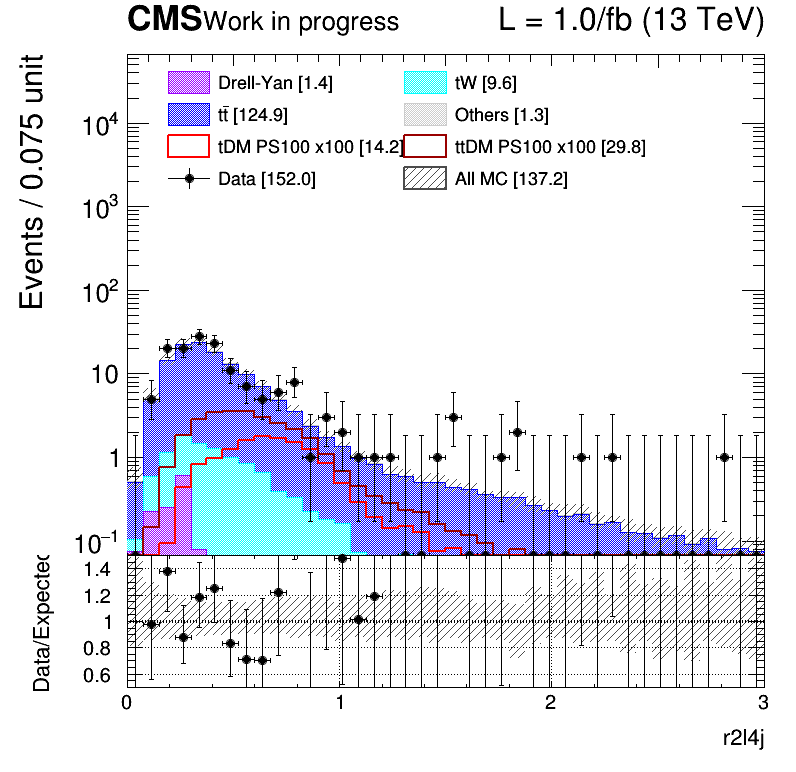 CMS Work in progress L = 1.0/fb (13 TeV)
Events / 0.075 unit
Drell-Yan [1.4] tW [9.6]
tt̄ [124.9] Others [1.3]
tDM PS100 x100 [14.2] ttDM PS100 x100 [29.8]
Data [152.0] All MC [137.2]
10⁴
10³
10²
10
1
10⁻¹
Data/Expected
1.4
1.2
1
0.8
0.6
0 1 2 3
r2l4j